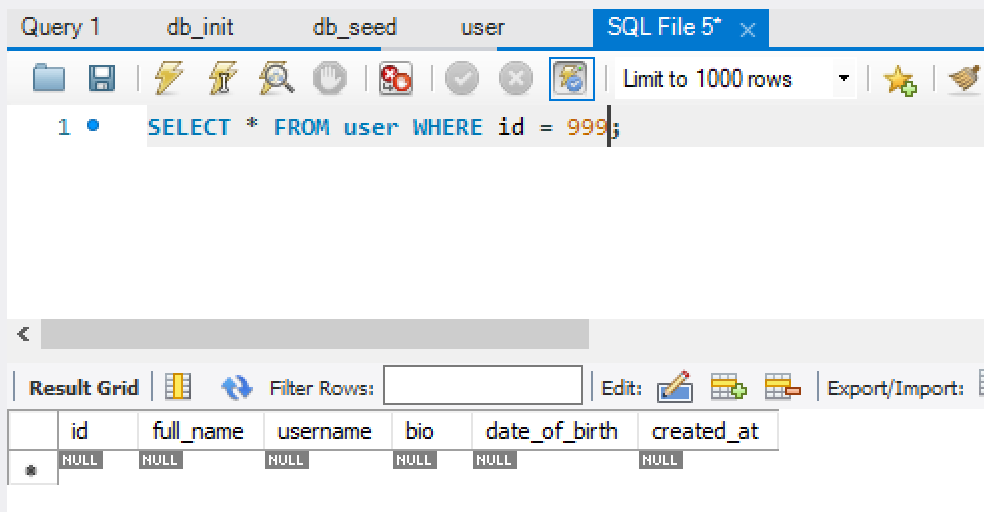 Query 1 db_init db_seed user SQL File 5*
Limit to 1000 rows
1 SELECT * FROM user WHERE id = 999;
Result Grid Filter Rows: Edit: Export/Import:
id full_name username bio date_of_birth created_at
NULL NULL NULL NULL NULL NULL